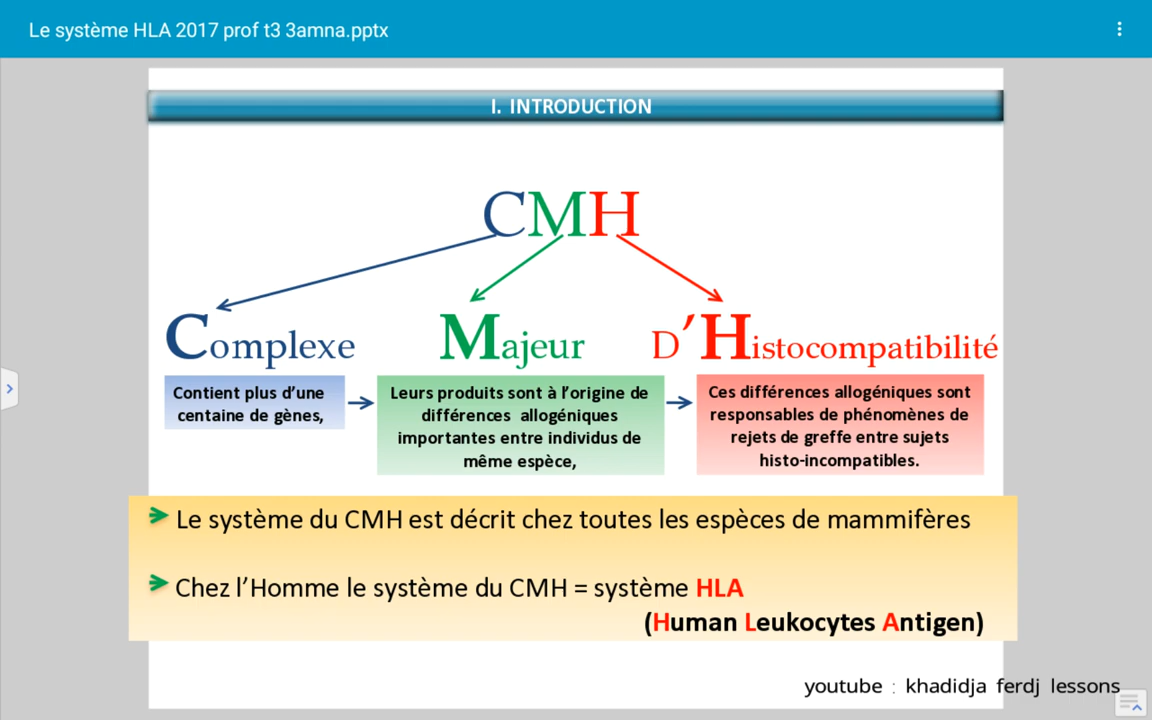 Le système HLA 2017 prof t3 3amna.pptx
I. INTRODUCTION
CMH
Complexe
Majeur
D’Histocompatibilité
Contient plus d’une
centaine de gènes,
Leurs produits sont à l’origine de
différences allogéniques
importantes entre individus de
même espèce,
Ces différences allogéniques sont
responsables de phénomènes de
rejets de greffe entre sujets
histo-incompatibles.
Le système du CMH est décrit chez toutes les espèces de mammifères
Chez l’Homme le système du CMH = système HLA
(Human Leukocytes Antigen)
youtube : khadidja ferdj lessons